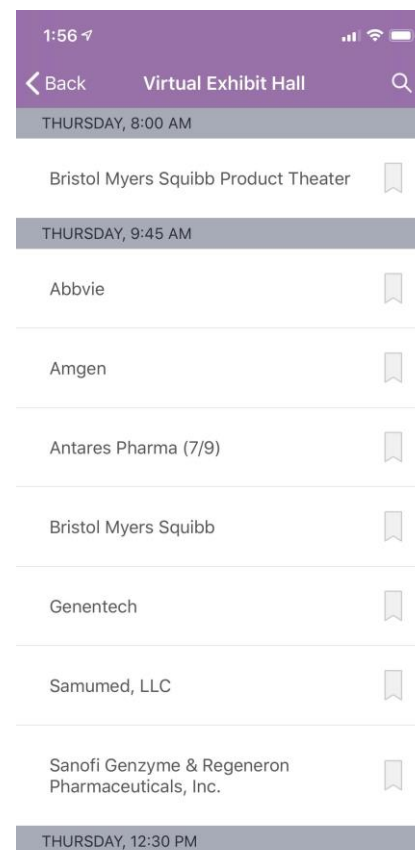 1:56
Back Virtual Exhibit Hall
THURSDAY, 8:00 AM
Bristol Myers Squibb Product Theater
THURSDAY, 9:45 AM
Abbvie
Amgen
Antares Pharma (7/9)
Bristol Myers Squibb
Genentech
Samumed, LLC
Sanofi Genzyme & Regeneron
Pharmaceuticals, Inc.
THURSDAY, 12:30 PM